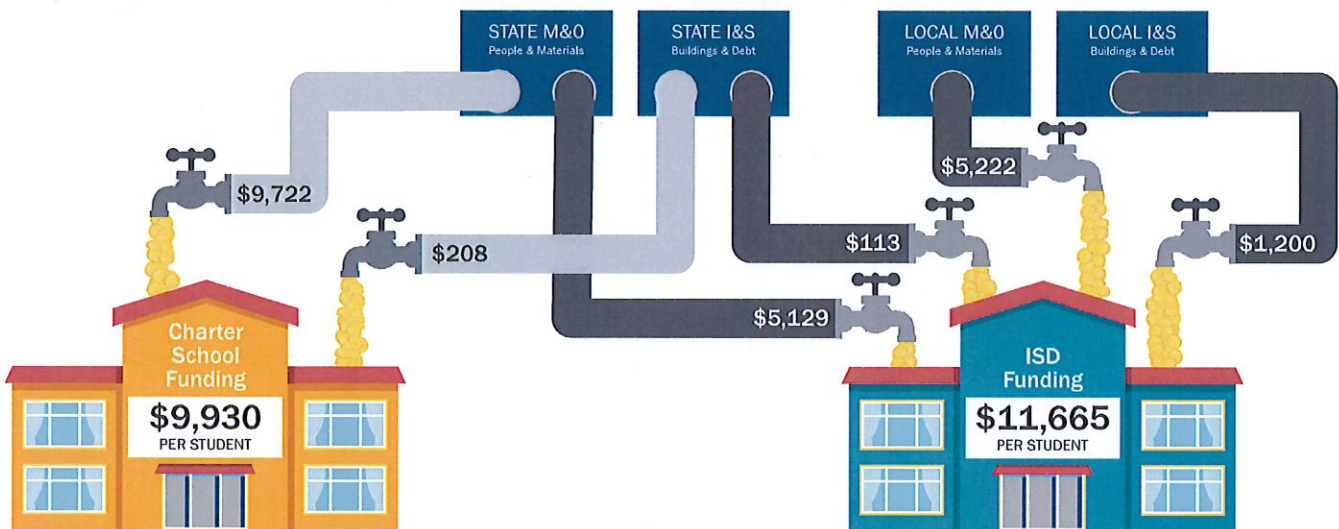 STATE M&O
People & Materials
STATE I&S
Buildings & Debt
LOCAL M&O
People & Materials
LOCAL I&S
Buildings & Debt
$9,722
$208
$5,222
$113
$1,200
$5,129
Charter
School
Funding
$9,930
PER STUDENT
ISD
Funding
$11,665
PER STUDENT